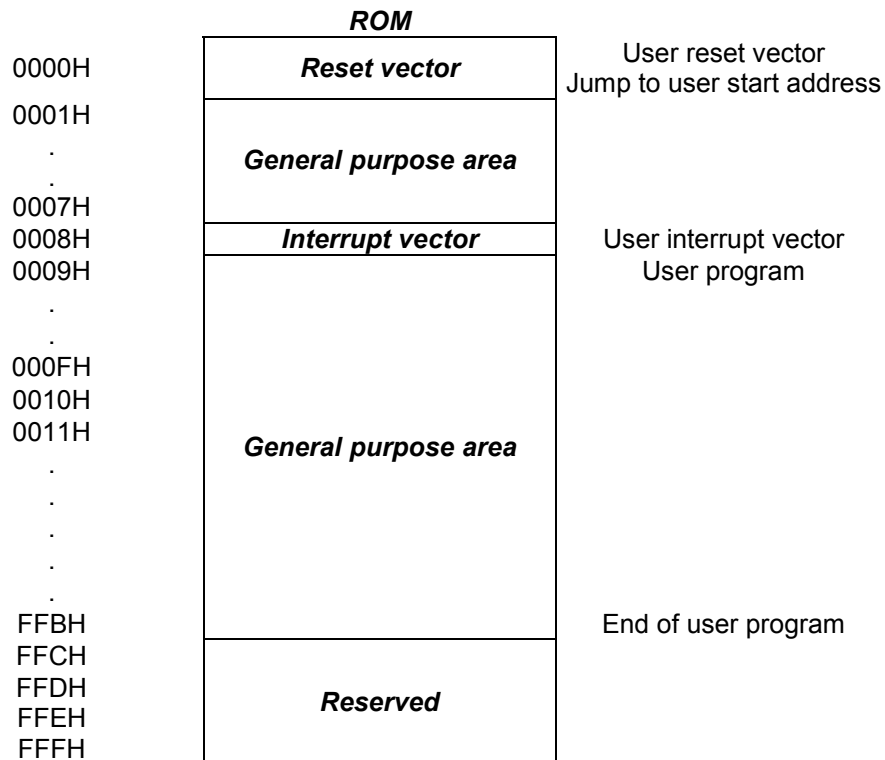 ROM
User reset vector
0000H Reset vector Jump to user start address
0001H
.
General purpose area
.
0007H
0008H Interrupt vector User interrupt vector
0009H User program
.
.
000FH
0010H
0011H
General purpose area
.
.
.
.
.
FFBH End of user program
FFCH
FFDH
Reserved
FFEH
FFFH